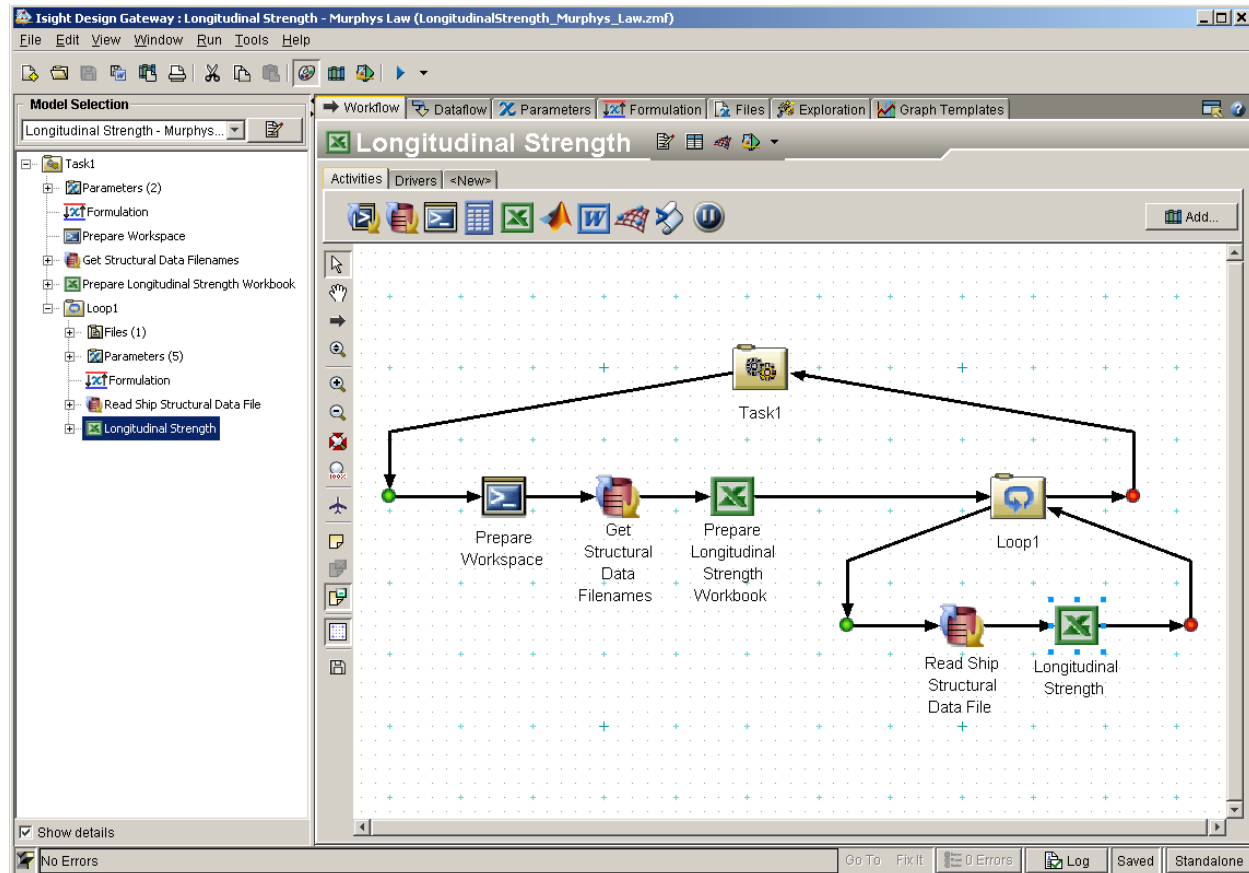 Isight Design Gateway : Longitudinal Strength - Murphys Law (LongitudinalStrength_Murphys_Law.zmf)
File Edit View Window Run Tools Help
Model Selection
Longitudinal Strength - Murphys...
Task1
Parameters (2)
Formulation
Prepare Workspace
Get Structural Data Filenames
Prepare Longitudinal Strength Workbook
Loop1
Files (1)
Parameters (5)
Formulation
Read Ship Structural Data File
Longitudinal Strength
Show details
Workflow Dataflow Parameters Formulation Files Exploration Graph Templates
Longitudinal Strength
Activities Drivers <New>
Add...
100%
Task1
Prepare
Workspace
Get
Structural
Data
Filenames
Prepare
Longitudinal
Strength
Workbook
Loop1
Read Ship
Structural
Data File
Longitudinal
Strength
No Errors
Go To Fix It 0 Errors Log Saved Standalone